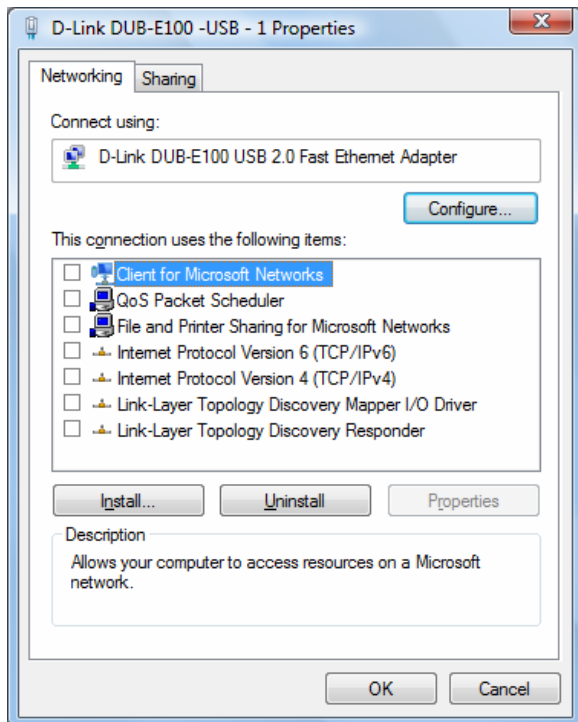 D-Link DUB-E100 -USB - 1 Properties
Networking
Sharing
Connect using:
D-Link DUB-E100 USB 2.0 Fast Ethernet Adapter
Configure...
This connection uses the following items:
Client for Microsoft Networks
QoS Packet Scheduler
File and Printer Sharing for Microsoft Networks
Internet Protocol Version 6 (TCP/IPv6)
Internet Protocol Version 4 (TCP/IPv4)
Link-Layer Topology Discovery Mapper I/O Driver
Link-Layer Topology Discovery Responder
Install...
Uninstall
Properties
Description
Allows your computer to access resources on a Microsoft
network.
OK
Cancel